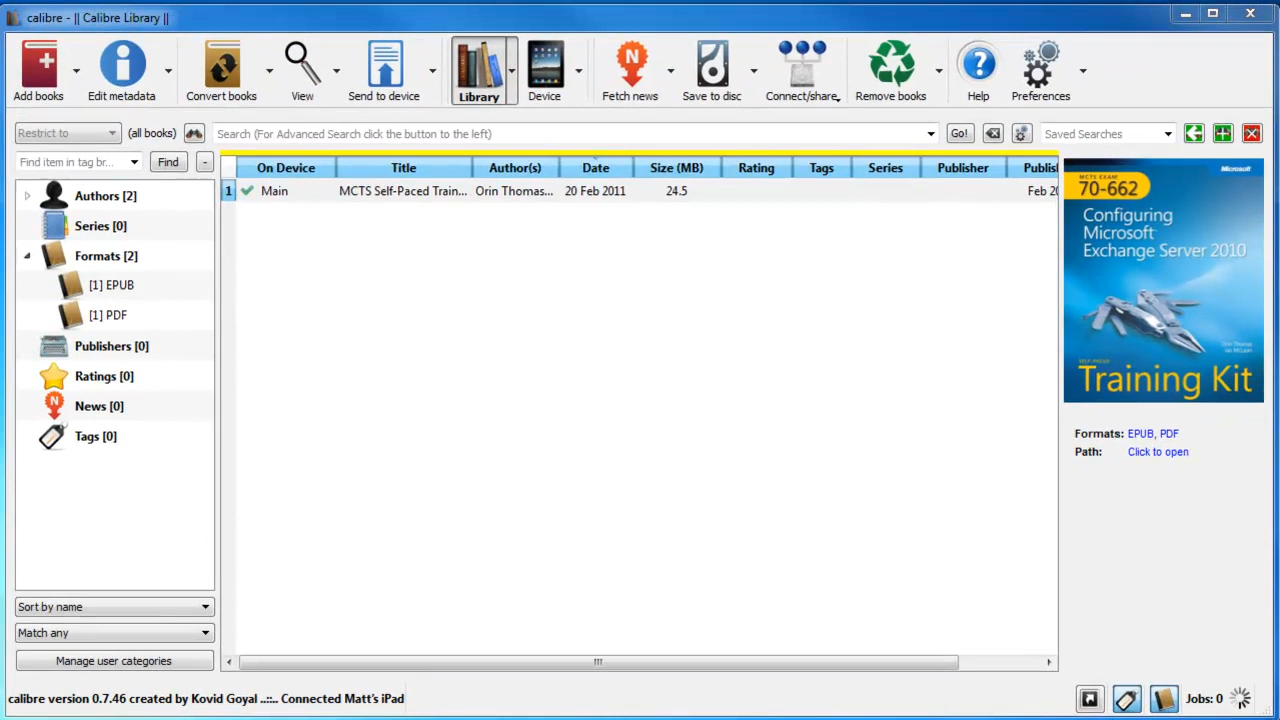 calibre - || Calibre Library ||
Add books
Edit metadata
Convert books
View
Send to device
Library
Device
Fetch news
Save to disc
Connect/share
Remove books
Help
Preferences
Restrict to
(all books)
Search (For Advanced Search click the button to the left)
Go!
Saved Searches
Find item in tag br...
Find
-
On Device Title Author(s) Date Size (MB) Rating Tags Series Publisher Publis
1 Main MCTS Self-Paced Train... Orin Thomas... 20 Feb 2011 24.5 Feb 20
Authors [2]
Series [0]
Formats [2]
[1] EPUB
[1] PDF
Publishers [0]
Ratings [0]
News [0]
Tags [0]
Sort by name
Match any
Manage user categories
Microsoft
MCTS EXAM
70-662
Configuring
Microsoft
Exchange Server 2010
Orin Thomas
Ian McLean
SELF-PACED
Training Kit
Formats: EPUB, PDF
Path: Click to open
calibre version 0.7.46 created by Kovid Goyal ..::.. Connected Matt's iPad
Jobs: 0